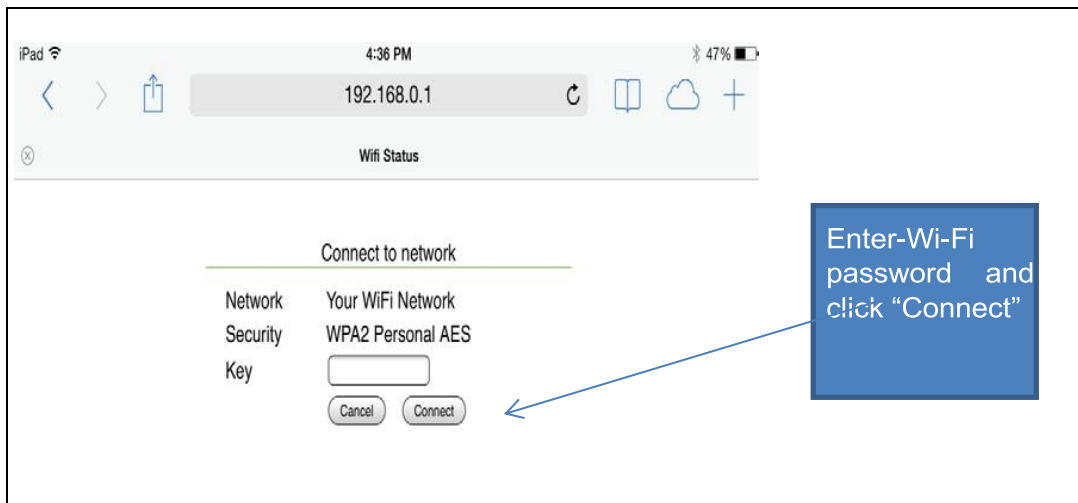 iPad 4:36 PM 47%
192.168.0.1
Wifi Status
Connect to network
Network Your WiFi Network
Security WPA2 Personal AES
Key
Cancel Connect
Enter-Wi-Fi
password and
click “Connect”